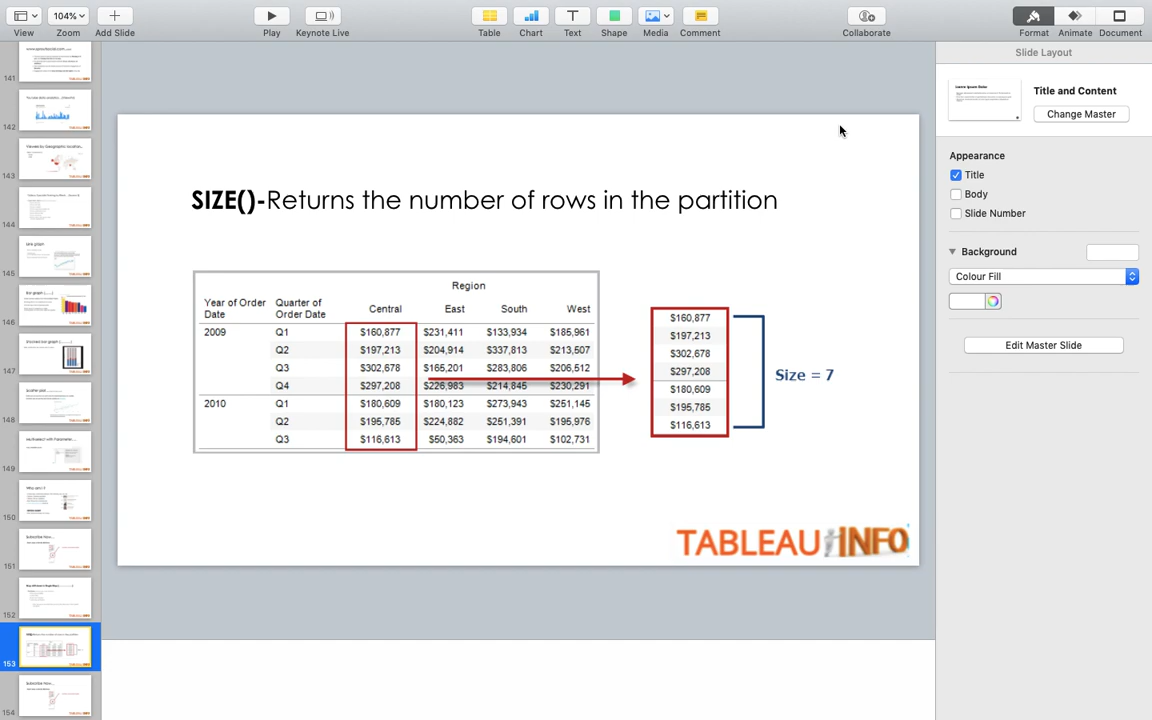 104%
View
Zoom
Add Slide
Play
Keynote Live
Table
Chart
Text
Shape
Media
Comment
Collaborate
Format
Animate
Document
Slide Layout
Title and Content
Change Master
Appearance
Title
Body
Slide Number
Background
Colour Fill
Edit Master Slide
141
142
143
144
145
146
147
148
149
150
151
152
153
154
SIZE()-Returns the number of rows in the partition
Region
Year of Order Quarter of
Date Order Date Central East South West
2009 Q1 $160,877 $231,411 $133,934 $185,961
Q2 $197,213 $204,914 $337,813 $213,507
Q3 $302,678 $165,201 $283,806 $206,512
Q4 $297,208 $226,983 $214,845 $230,291
2010 Q1 $180,609 $180,123 $273,943 $251,145
Q2 $195,785 $224,882 $251,391 $195,976
Q3 $116,613 $50,363 $194,601 $102,731
$160,877
$197,213
$302,678
$297,208
$180,609
$195,785
$116,613
Size = 7
TABLEAU INFO